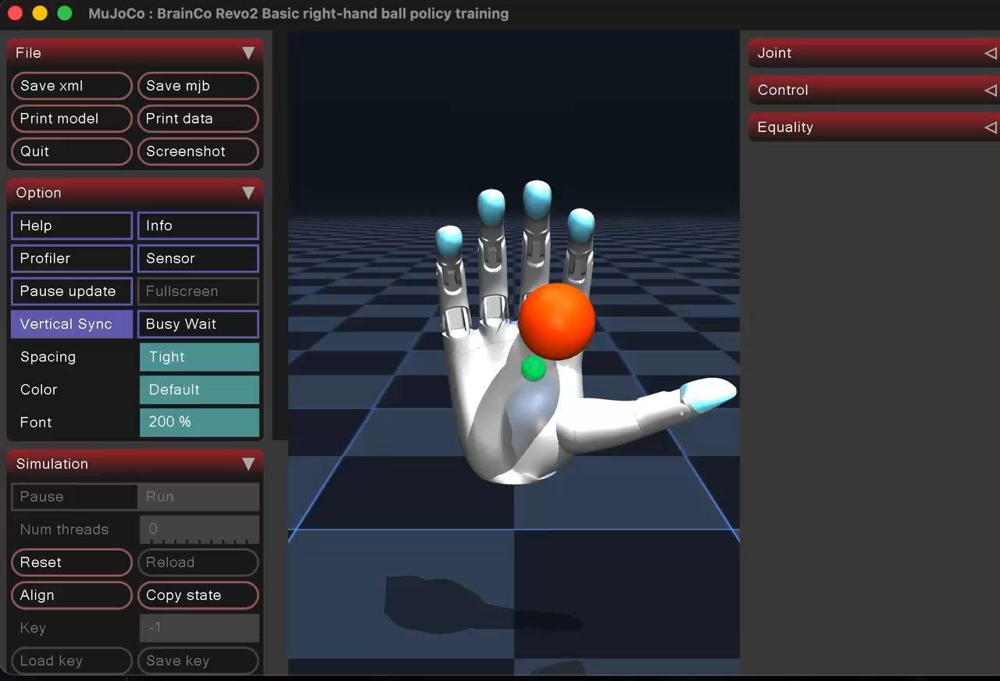 MuJoCo : BrainCo Revo2 Basic right-hand ball policy training
File
Save xml Save mjb
Print model Print data
Quit Screenshot
Option
Help Info
Profiler Sensor
Pause update Fullscreen
Vertical Sync Busy Wait
Spacing Tight
Color Default
Font 200 %
Simulation
Pause Run
Num threads 0
Reset Reload
Align Copy state
Key -1
Load key Save key
Joint
Control
Equality